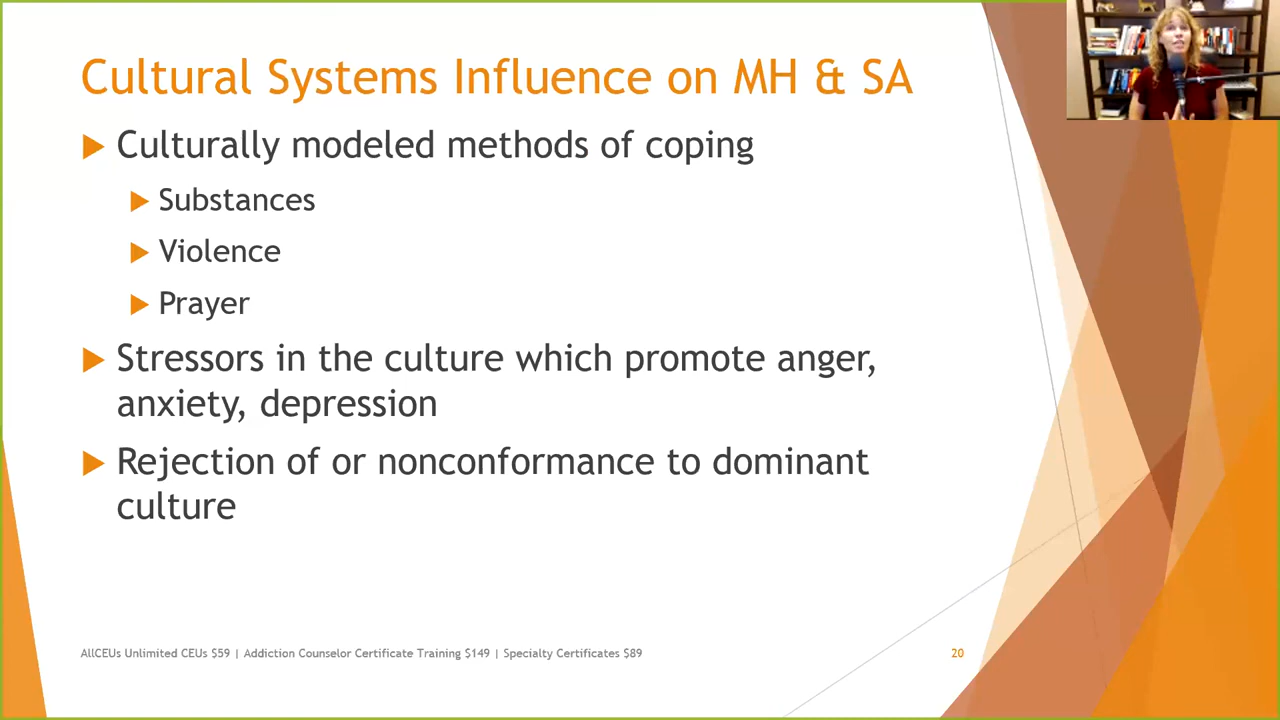 Cultural Systems Influence on MH & SA
Culturally modeled methods of coping
Substances
Violence
Prayer
Stressors in the culture which promote anger,
anxiety, depression
Rejection of or nonconformance to dominant
culture
AllCEUs Unlimited CEUs $59 | Addiction Counselor Certificate Training $149 | Specialty Certificates $89
20